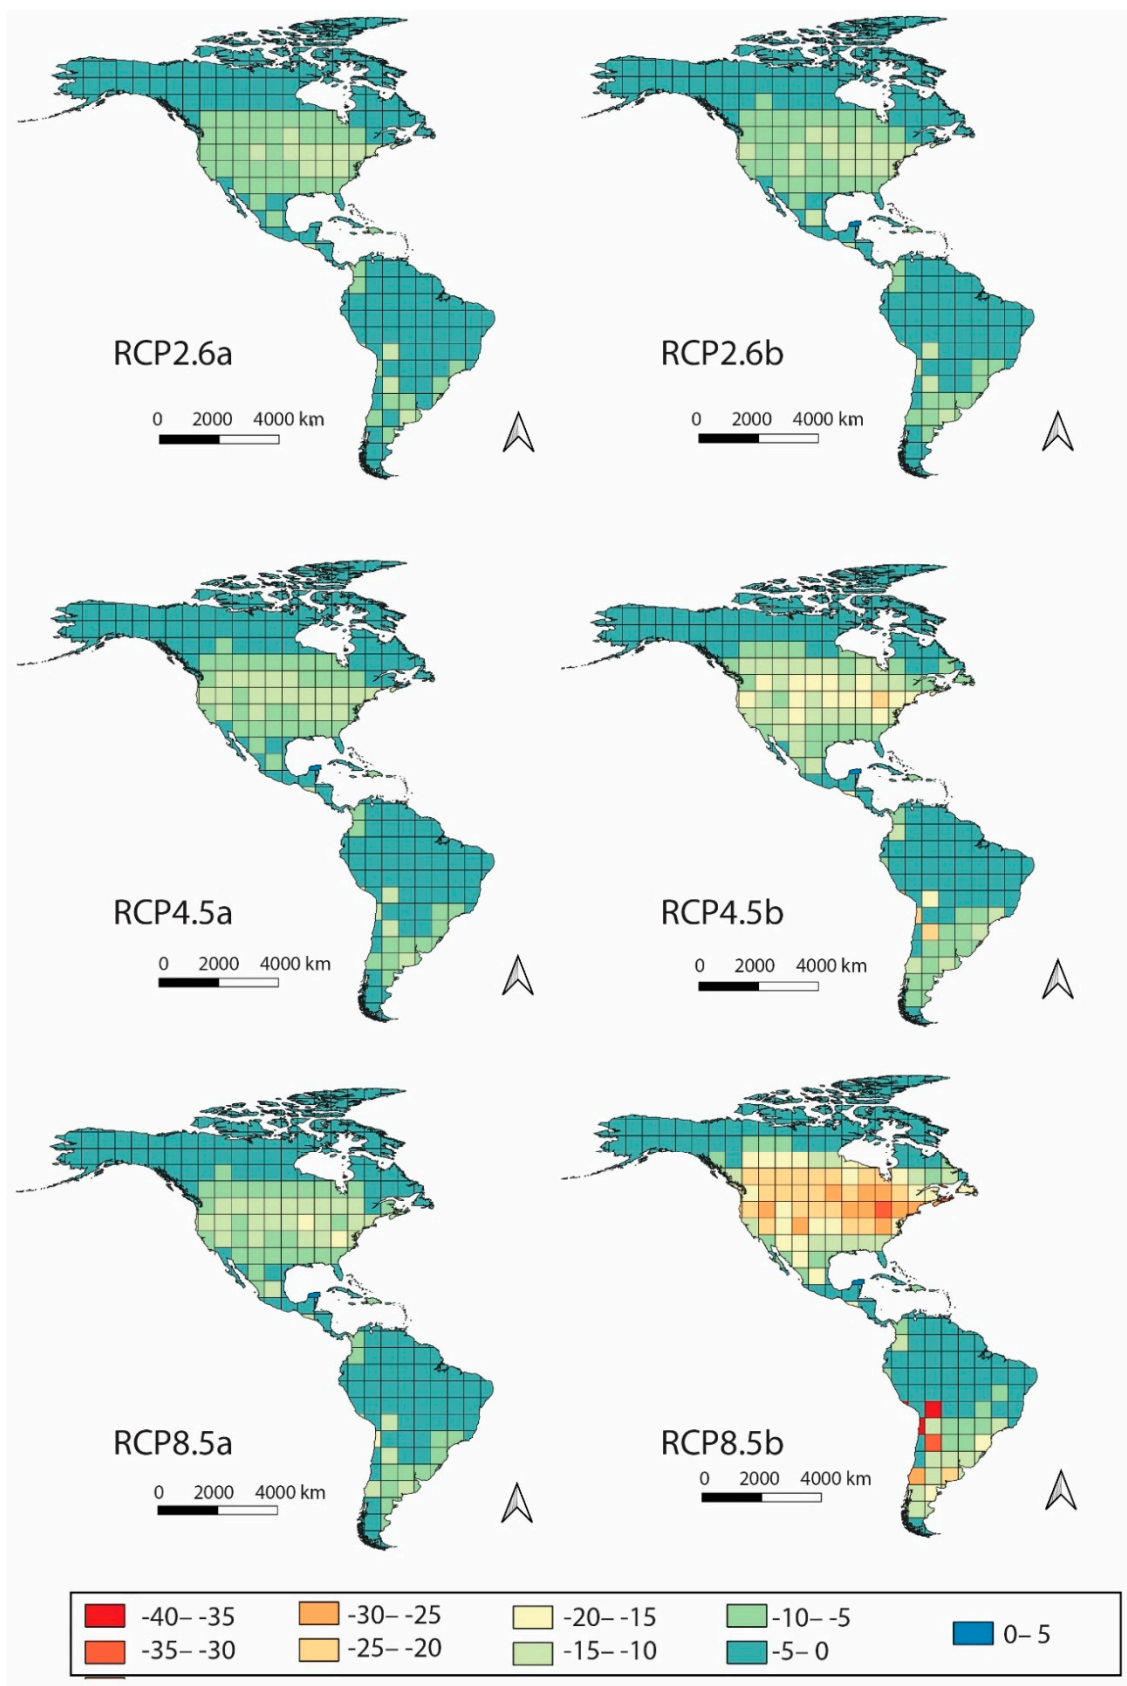 RCP2.6a
0 2000 4000 km
RCP2.6b
0 2000 4000 km
RCP4.5a
0 2000 4000 km
RCP4.5b
0 2000 4000 km
RCP8.5a
0 2000 4000 km
RCP8.5b
0 2000 4000 km
-40– -35
-30– -25
-20– -15
-10– -5
0– 5
-35– -30
-25– -20
-15– -10
-5– 0